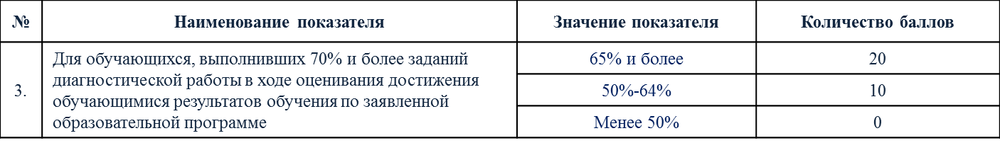 № Наименование показателя Значение показателя Количество баллов
3. Для обучающихся, выполнивших 70% и более заданий
диагностической работы в ходе оценивания достижения
обучающимися результатов обучения по заявленной
образовательной программе
65% и более 20
50%-64% 10
Менее 50% 0